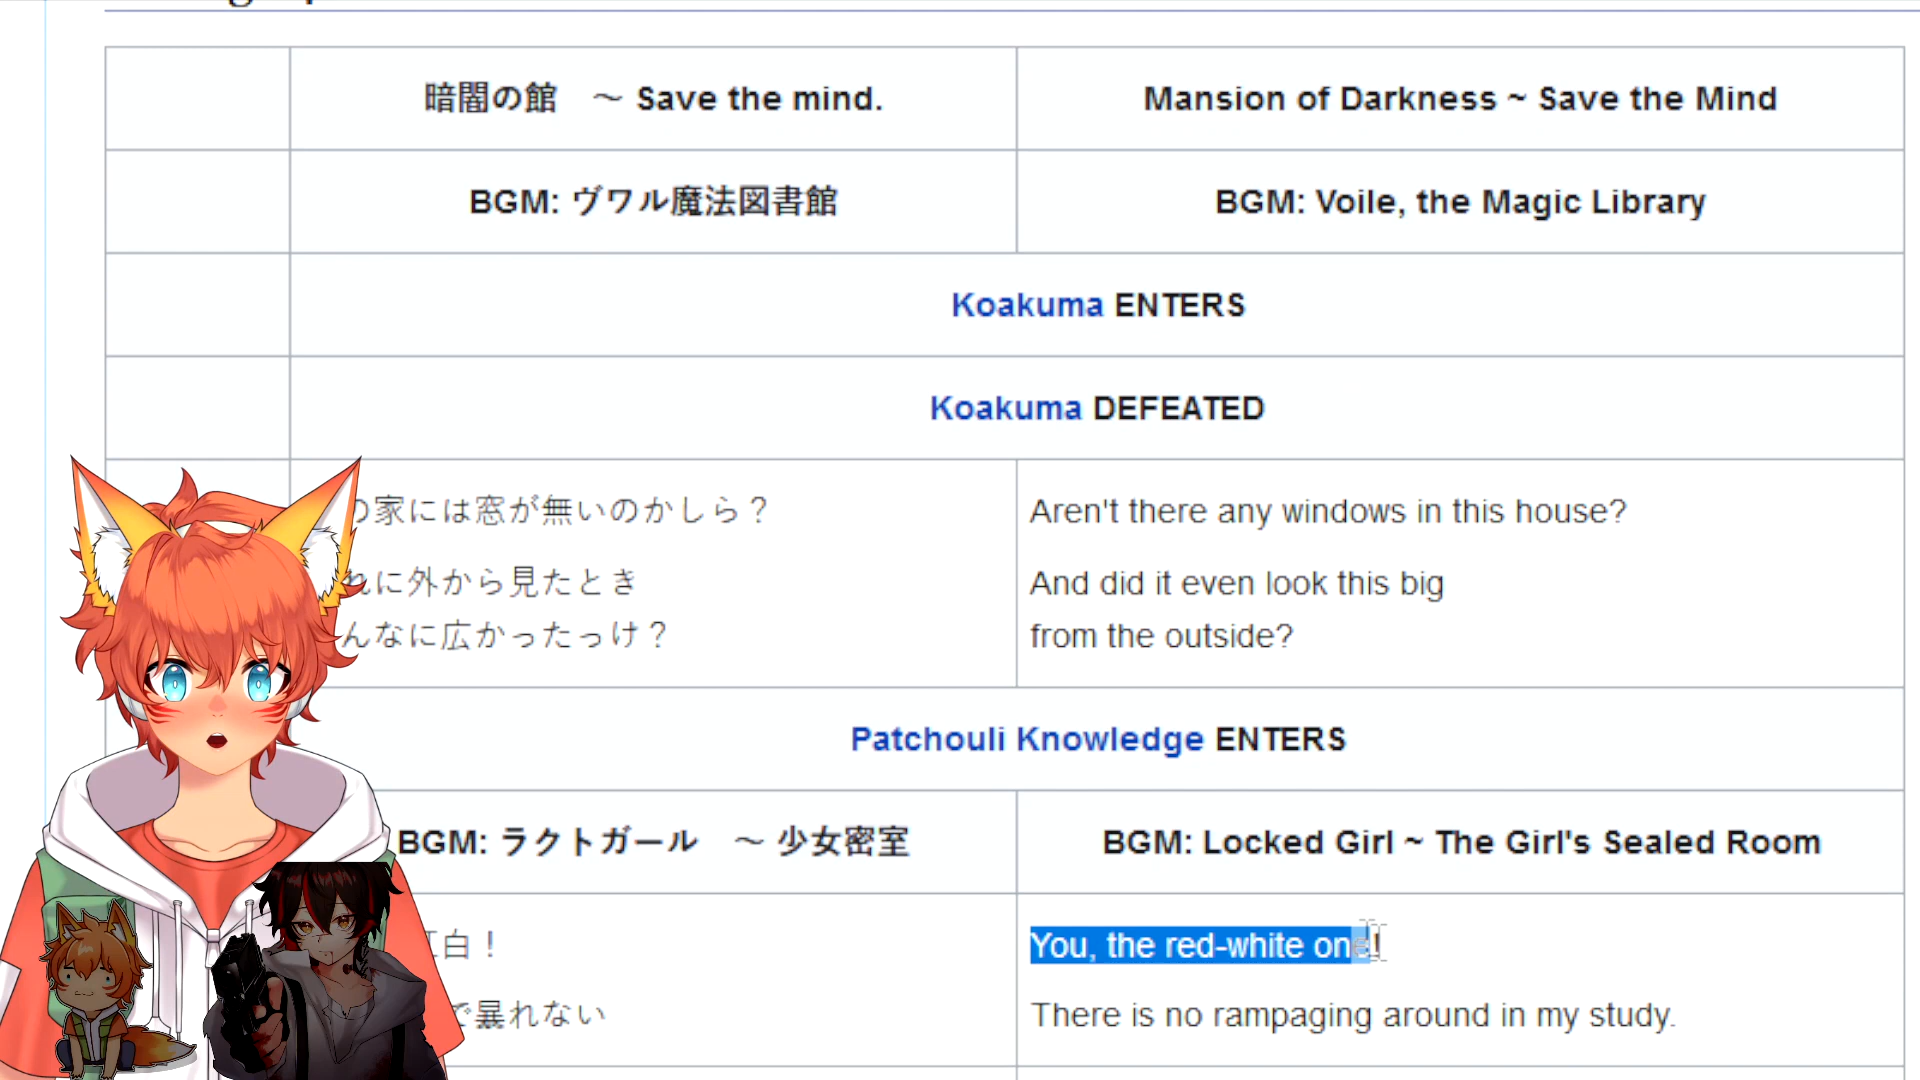 暗闇の館　～ Save the mind.
Mansion of Darkness ~ Save the Mind
BGM: ヴワル魔法図書館
BGM: Voile, the Magic Library
Koakuma ENTERS
Koakuma DEFEATED
家には窓が無いのかしら？
Aren't there any windows in this house?
に外から見たとき
んなに広かったっけ？
And did it even look this big
from the outside?
Patchouli Knowledge ENTERS
BGM: ラクトガール　～ 少女密室
BGM: Locked Girl ~ The Girl's Sealed Room
白！
You, the red-white one!
で暴れない
There is no rampaging around in my study.